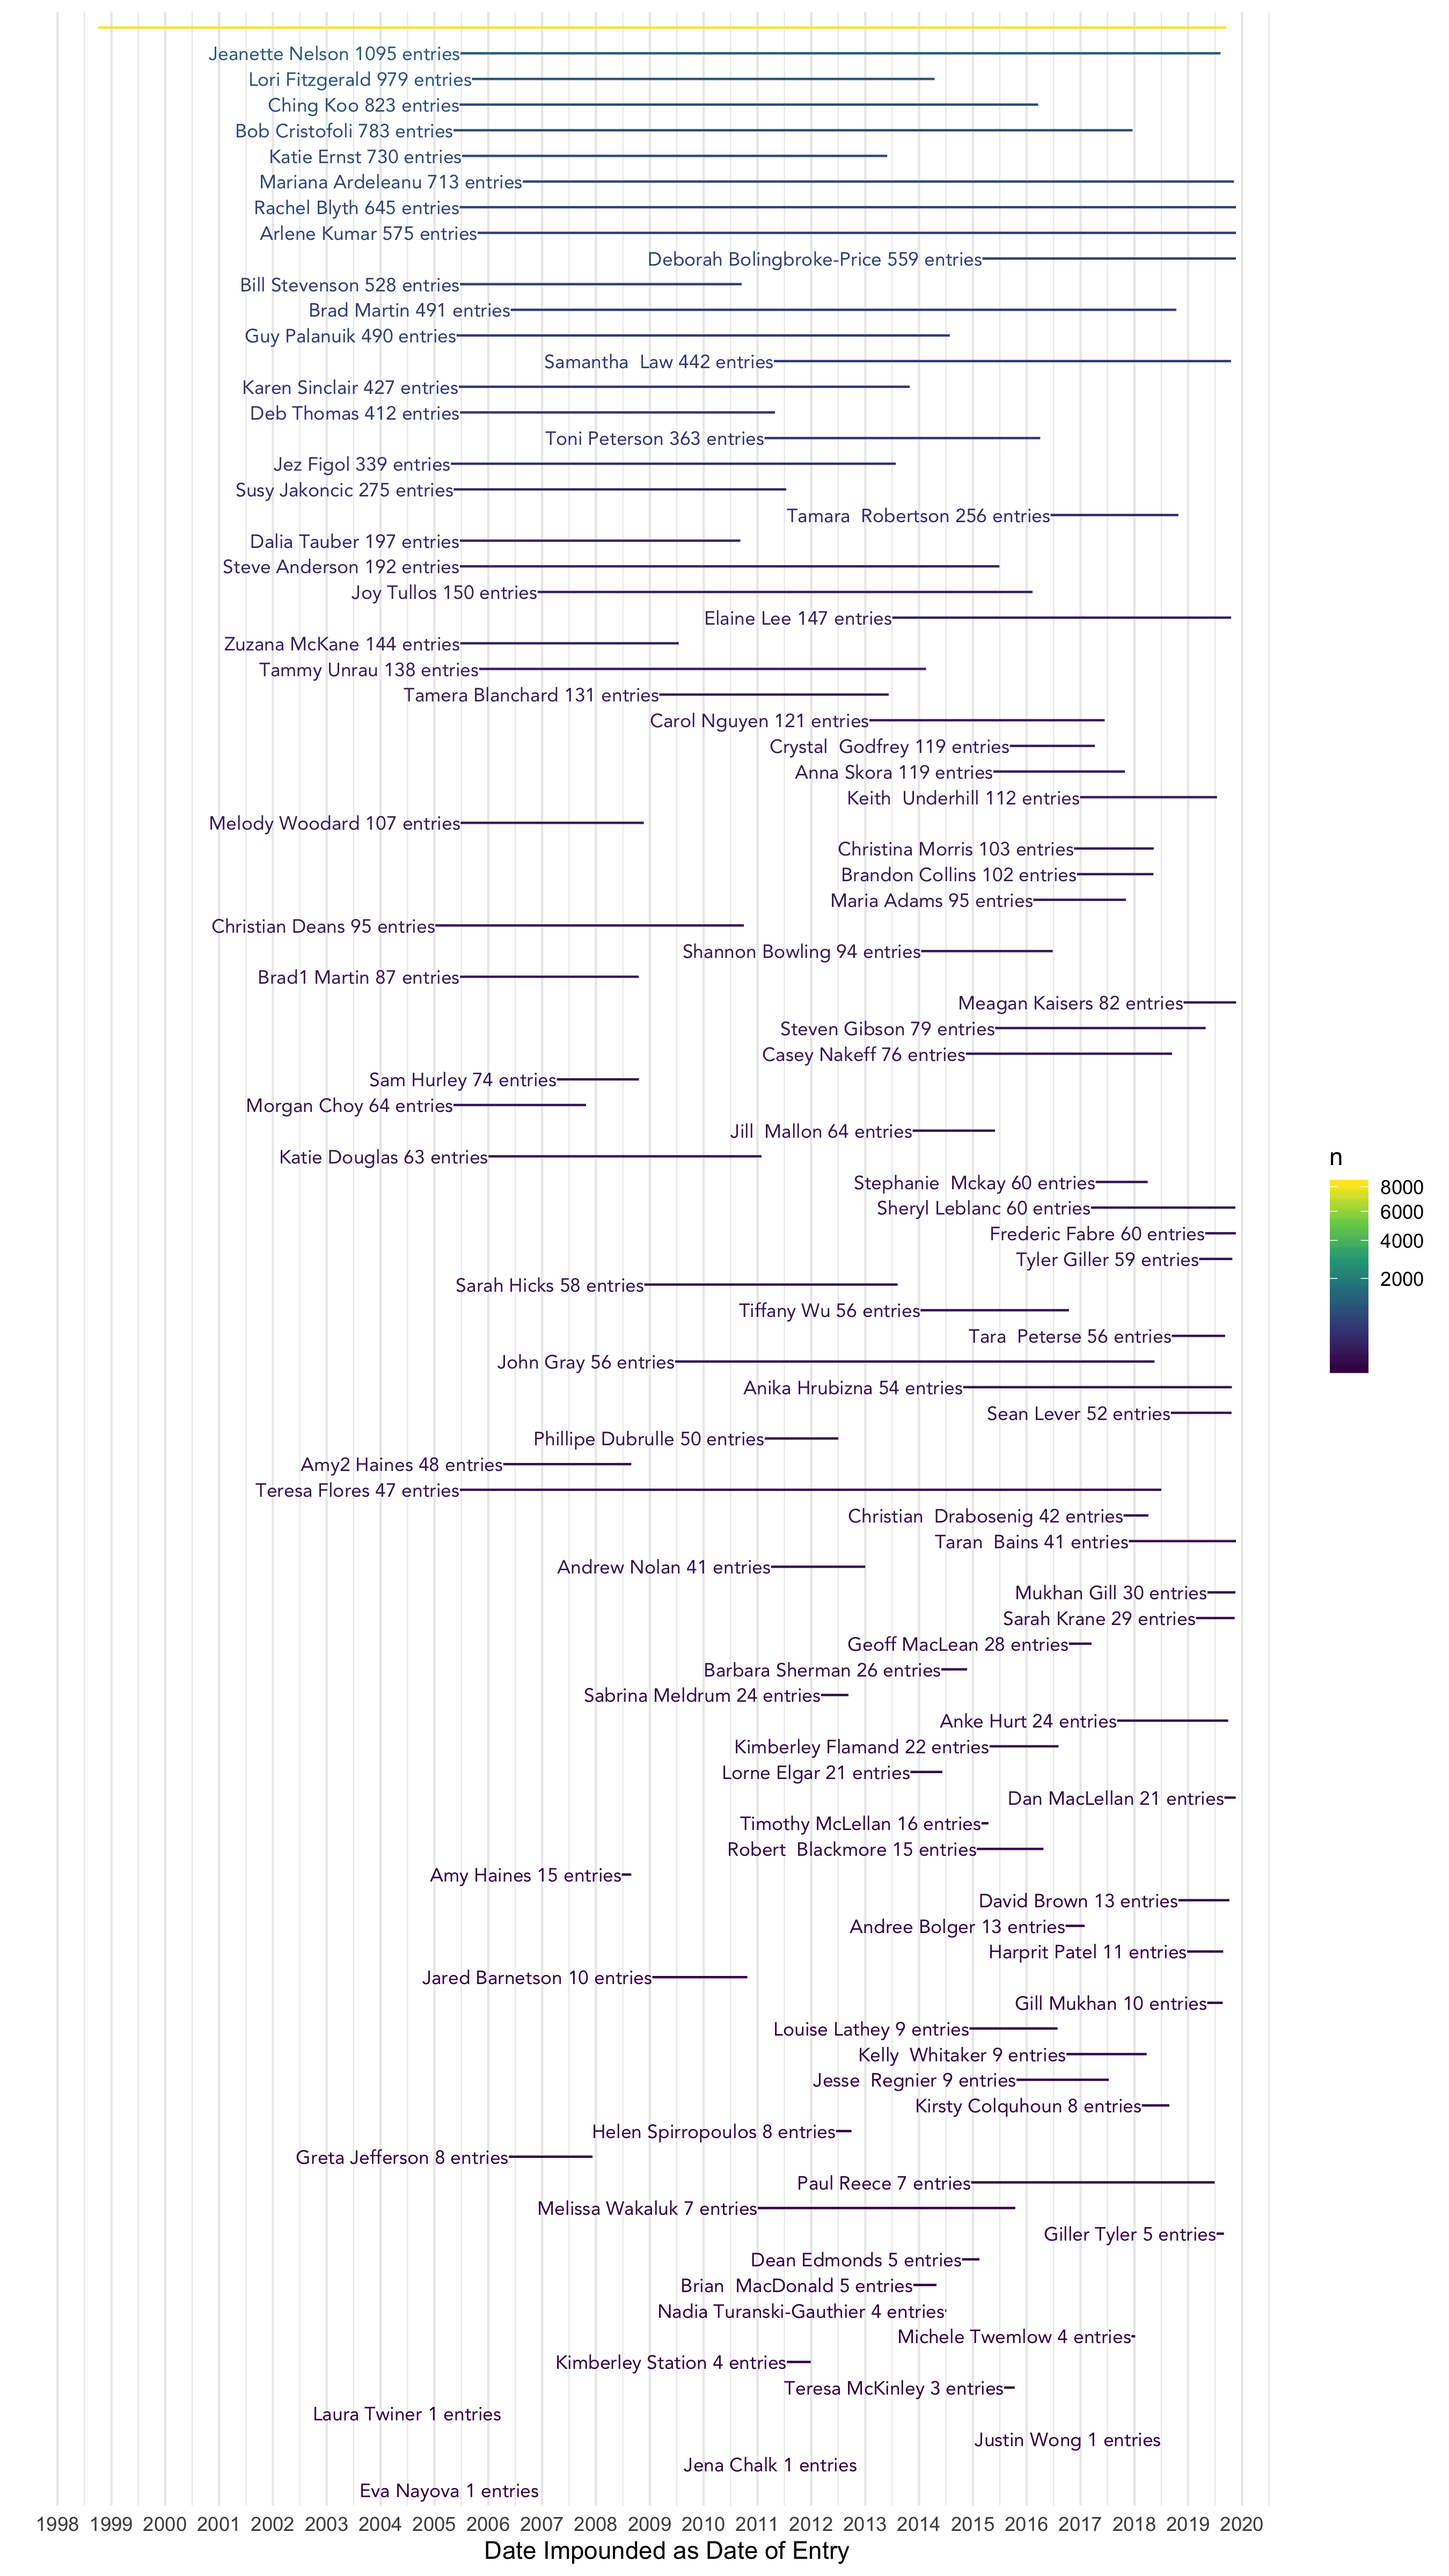 Jeanette Nelson 1095 entries
Lori Fitzgerald 979 entries
Ching Koo 823 entries
Bob Cristofoli 783 entries
Katie Ernst 730 entries
Mariana Ardeleanu 713 entries
Rachel Blyth 645 entries
Arlene Kumar 575 entries
Deborah Bolingbroke-Price 559 entries
Bill Stevenson 528 entries
Brad Martin 491 entries
Guy Palanuik 490 entries
Samantha  Law 442 entries
Karen Sinclair 427 entries
Deb Thomas 412 entries
Toni Peterson 363 entries
Jez Figol 339 entries
Susy Jakoncic 275 entries
Tamara  Robertson 256 entries
Dalia Tauber 197 entries
Steve Anderson 192 entries
Joy Tullos 150 entries
Elaine Lee 147 entries
Zuzana McKane 144 entries
Tammy Unrau 138 entries
Tamera Blanchard 131 entries
Carol Nguyen 121 entries
Crystal  Godfrey 119 entries
Anna Skora 119 entries
Keith  Underhill 112 entries
Melody Woodard 107 entries
Christina Morris 103 entries
Brandon Collins 102 entries
Maria Adams 95 entries
Christian Deans 95 entries
Shannon Bowling 94 entries
Brad1 Martin 87 entries
Meagan Kaisers 82 entries
Steven Gibson 79 entries
Casey Nakeff 76 entries
Sam Hurley 74 entries
Morgan Choy 64 entries
Jill  Mallon 64 entries
Katie Douglas 63 entries
Stephanie  Mckay 60 entries
Sheryl Leblanc 60 entries
Frederic Fabre 60 entries
Tyler Giller 59 entries
Sarah Hicks 58 entries
Tiffany Wu 56 entries
Tara  Peterse 56 entries
John Gray 56 entries
Anika Hrubizna 54 entries
Sean Lever 52 entries
Phillipe Dubrulle 50 entries
Amy2 Haines 48 entries
Teresa Flores 47 entries
Christian  Drabosenig 42 entries
Taran  Bains 41 entries
Andrew Nolan 41 entries
Mukhan Gill 30 entries
Sarah Krane 29 entries
Geoff MacLean 28 entries
Barbara Sherman 26 entries
Sabrina Meldrum 24 entries
Anke Hurt 24 entries
Kimberley Flamand 22 entries
Lorne Elgar 21 entries
Dan MacLellan 21 entries
Timothy McLellan 16 entries
Robert  Blackmore 15 entries
Amy Haines 15 entries
David Brown 13 entries
Andree Bolger 13 entries
Harprit Patel 11 entries
Jared Barnetson 10 entries
Gill Mukhan 10 entries
Louise Lathey 9 entries
Kelly  Whitaker 9 entries
Jesse  Regnier 9 entries
Kirsty Colquhoun 8 entries
Helen Spirropoulos 8 entries
Greta Jefferson 8 entries
Paul Reece 7 entries
Melissa Wakaluk 7 entries
Giller Tyler 5 entries
Dean Edmonds 5 entries
Brian  MacDonald 5 entries
Nadia Turanski-Gauthier 4 entries
Michele Twemlow 4 entries
Kimberley Station 4 entries
Teresa McKinley 3 entries
Laura Twiner 1 entries
Justin Wong 1 entries
Jena Chalk 1 entries
Eva Nayova 1 entries
1998 1999 2000 2001 2002 2003 2004 2005 2006 2007 2008 2009 2010 2011 2012 2013 2014 2015 2016 2017 2018 2019 2020
Date Impounded as Date of Entry
n
8000
6000
4000
2000